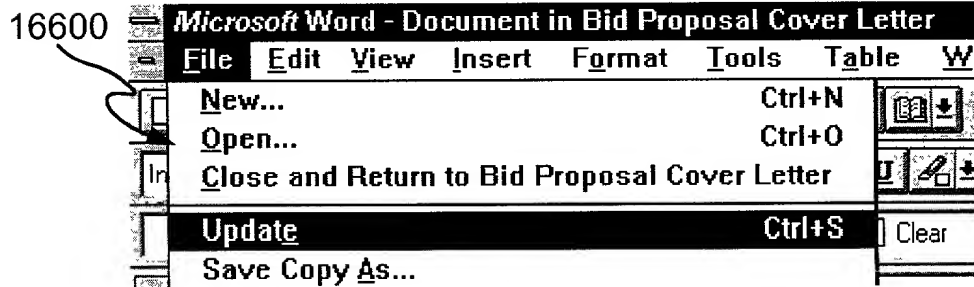 16600
Microsoft Word - Document in Bid Proposal Cover Letter
File Edit View Insert Format Tools Table W
New... Ctrl+N
Open... Ctrl+O
In
Close and Return to Bid Proposal Cover Letter U
Update Ctrl+S Clear
Save Copy As...